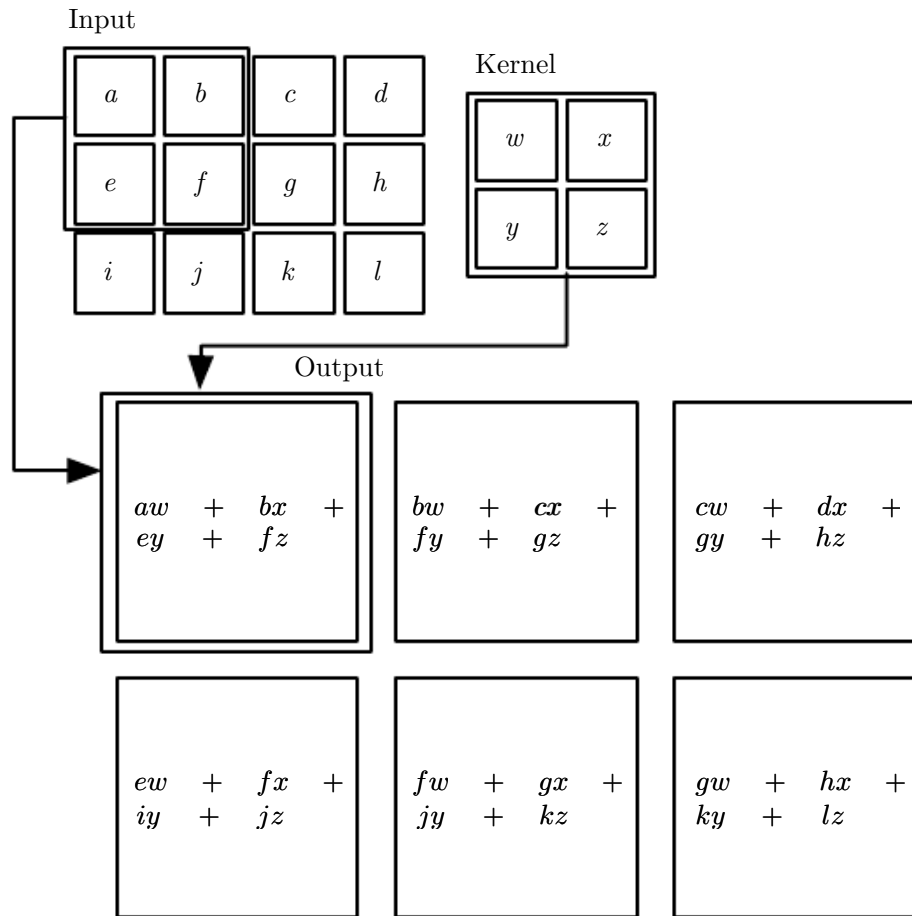 Input
Kernel
a b c d
w x
e f g h
y z
i j k l
Output
aw + bx +
ey + fz
bw + cx +
fy + gz
cw + dx +
gy + hz
ew + fx +
iy + jz
fw + gx +
jy + kz
gw + hx +
ky + lz